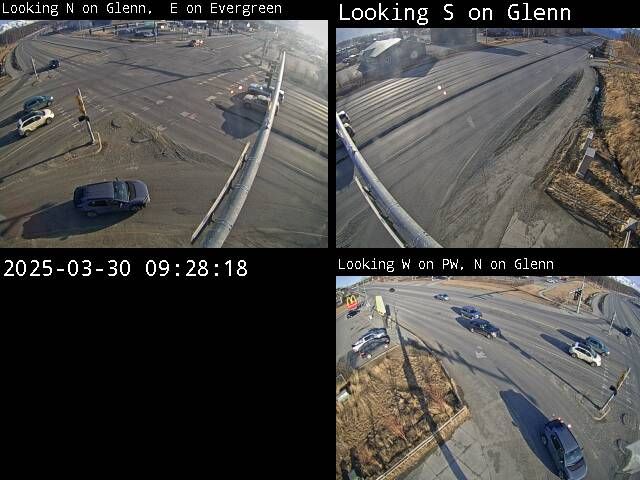 Looking N on Glenn,  E on Evergreen
Looking S on Glenn
2025-03-30 09:28:18
Looking W on PW, N on Glenn